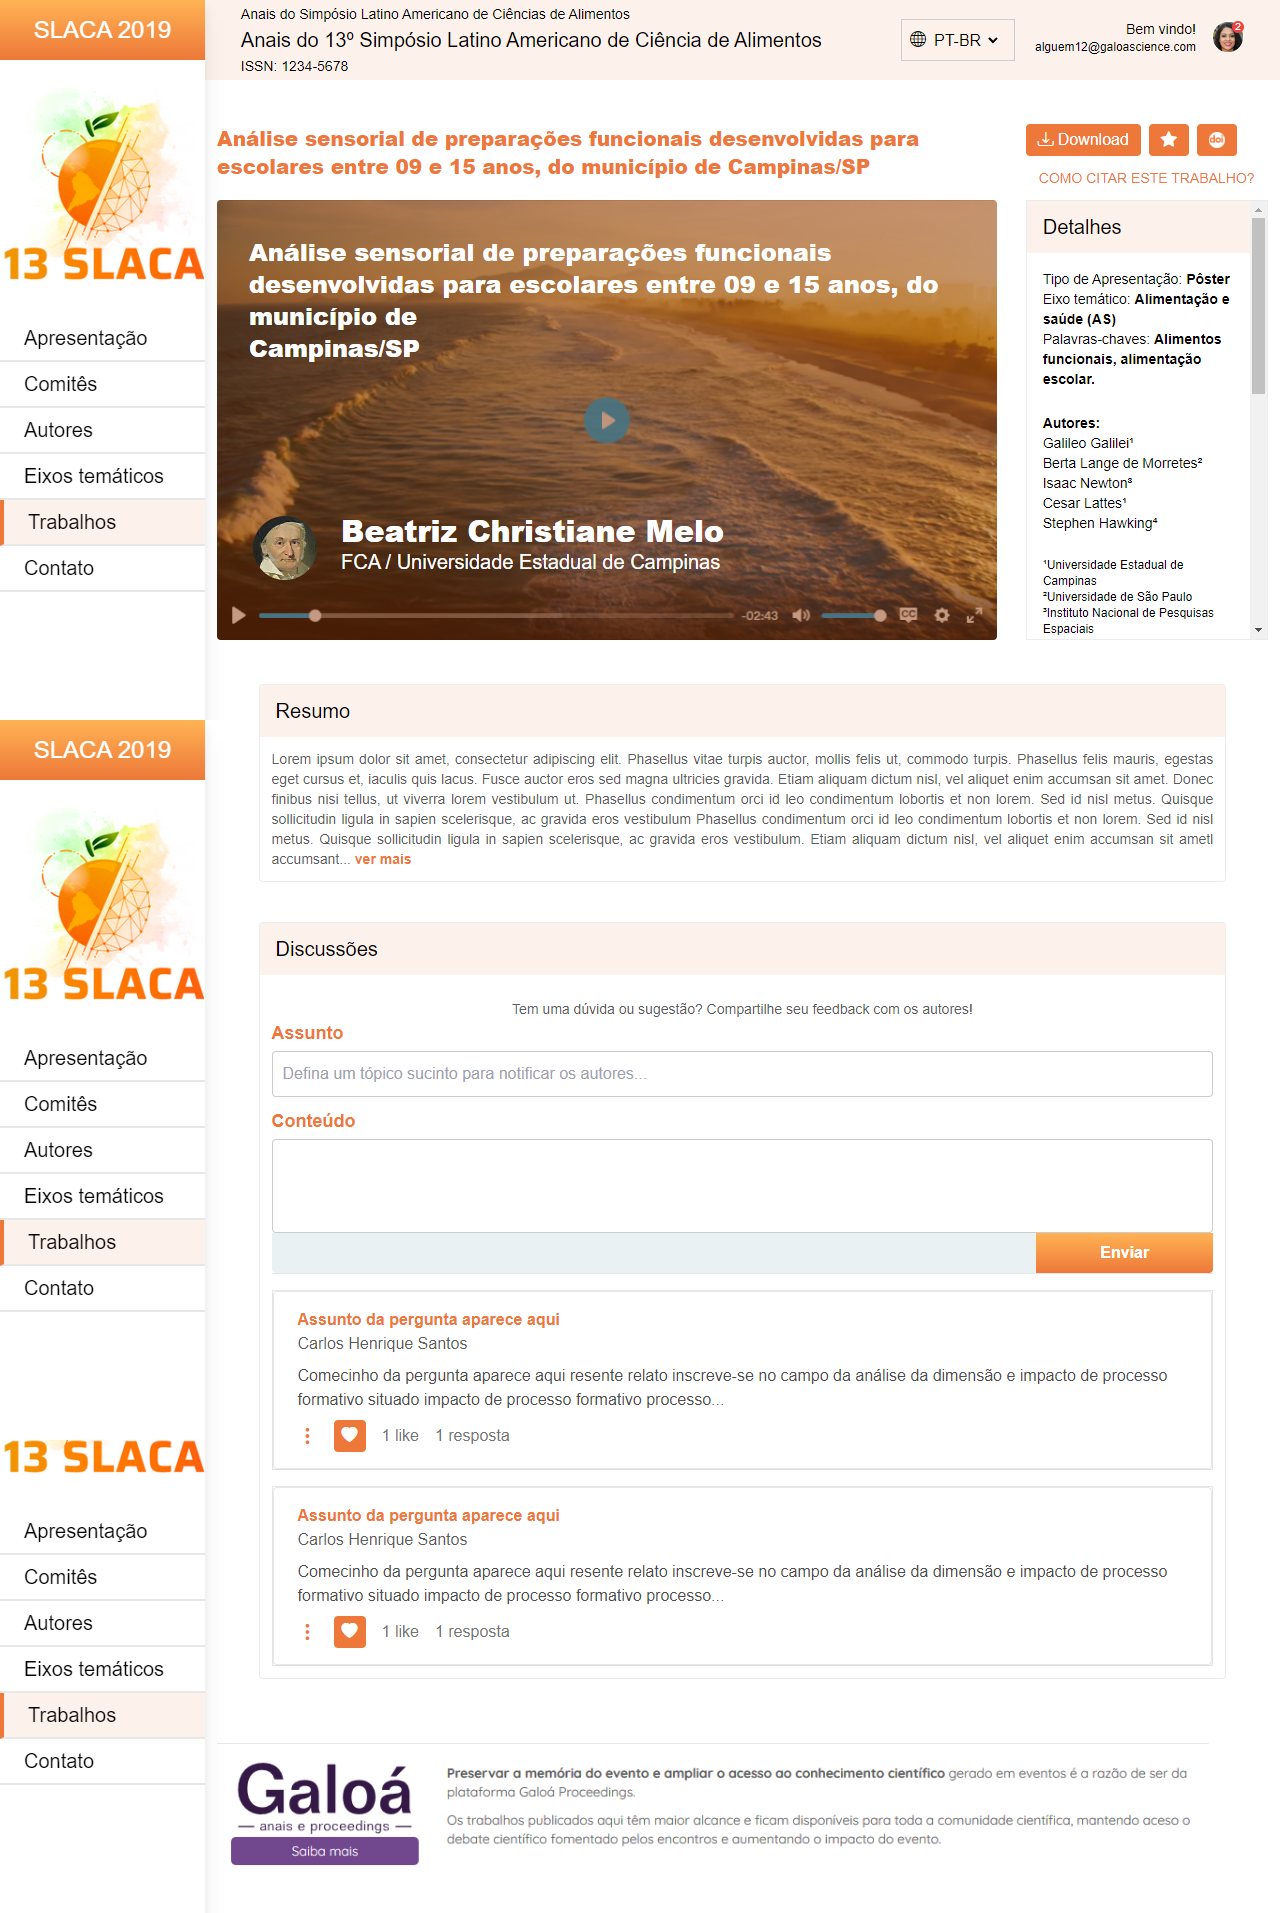 SLACA 2019
13 SLACA
Apresentação
Comitês
Autores
Eixos temáticos
Trabalhos
Contato
Anais do Simpósio Latino Americano de Ciências de Alimentos
Anais do 13º Simpósio Latino Americano de Ciência de Alimentos
ISSN: 1234-5678
PT-BR
Bem vindo!
alguem12@galoascience.com
2
Análise sensorial de preparações funcionais desenvolvidas para
escolares entre 09 e 15 anos, do município de Campinas/SP
Download
doi
COMO CITAR ESTE TRABALHO?
Análise sensorial de preparações funcionais
desenvolvidas para escolares entre 09 e 15 anos, do
município de
Campinas/SP
Beatriz Christiane Melo
FCA / Universidade Estadual de Campinas
-02:43
CC
Detalhes
Tipo de Apresentação: Pôster
Eixo temático: Alimentação e
saúde (AS)
Palavras-chaves: Alimentos
funcionais, alimentação
escolar.
Autores:
Galileo Galilei¹
Berta Lange de Morretes²
Isaac Newton³
Cesar Lattes¹
Stephen Hawking⁴
¹Universidade Estadual de
Campinas
²Universidade de São Paulo
³Instituto Nacional de Pesquisas
Espaciais
Resumo
Lorem ipsum dolor sit amet, consectetur adipiscing elit. Phasellus vitae turpis auctor, mollis felis ut, commodo turpis. Phasellus felis mauris, egestas
eget cursus et, iaculis quis lacus. Fusce auctor eros sed magna ultricies gravida. Etiam aliquam dictum nisl, vel aliquet enim accumsan sit amet. Donec
finibus nisi tellus, ut viverra lorem vestibulum ut. Phasellus condimentum orci id leo condimentum lobortis et non lorem. Sed id nisl metus. Quisque
sollicitudin ligula in sapien scelerisque, ac gravida eros vestibulum Phasellus condimentum orci id leo condimentum lobortis et non lorem. Sed id nisl
metus. Quisque sollicitudin ligula in sapien scelerisque, ac gravida eros vestibulum. Etiam aliquam dictum nisl, vel aliquet enim accumsan sit ametl
accumsant... ver mais
SLACA 2019
13 SLACA
Apresentação
Comitês
Autores
Eixos temáticos
Trabalhos
Contato
Discussões
Tem uma dúvida ou sugestão? Compartilhe seu feedback com os autores!
Assunto
Defina um tópico sucinto para notificar os autores...
Conteúdo
Enviar
Assunto da pergunta aparece aqui
Carlos Henrique Santos
Comecinho da pergunta aparece aqui resente relato inscreve-se no campo da análise da dimensão e impacto de processo
formativo situado impacto de processo formativo processo...
1 like 1 resposta
Assunto da pergunta aparece aqui
Carlos Henrique Santos
Comecinho da pergunta aparece aqui resente relato inscreve-se no campo da análise da dimensão e impacto de processo
formativo situado impacto de processo formativo processo...
1 like 1 resposta
13 SLACA
Apresentação
Comitês
Autores
Eixos temáticos
Trabalhos
Contato
Galoá
anais e proceedings
Saiba mais
Preservar a memória do evento e ampliar o acesso ao conhecimento científico gerado em eventos é a razão de ser da
plataforma Galoá Proceedings.
Os trabalhos publicados aqui têm maior alcance e ficam disponíveis para toda a comunidade científica, mantendo aceso o
debate científico fomentado pelos encontros e aumentando o impacto do evento.